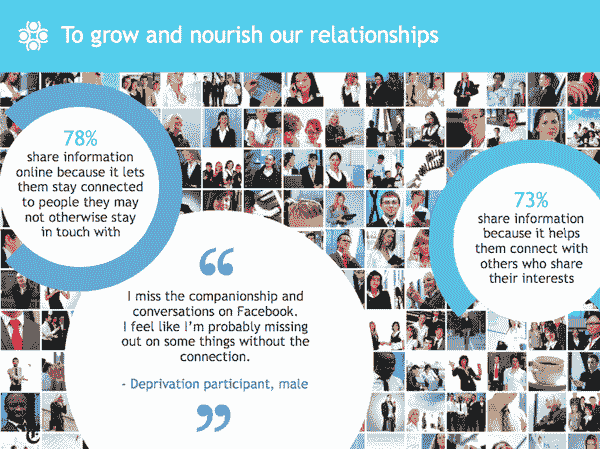 To grow and nourish our relationships
78%
share information
online because it lets
them stay connected
to people they may
not otherwise stay
in touch with
73%
share information
because it helps
them connect with
others who share
their interests
“
I miss the companionship and
conversations on Facebook.
I feel like I’m probably missing
out on some things without the
connection.
- Deprivation participant, male
”